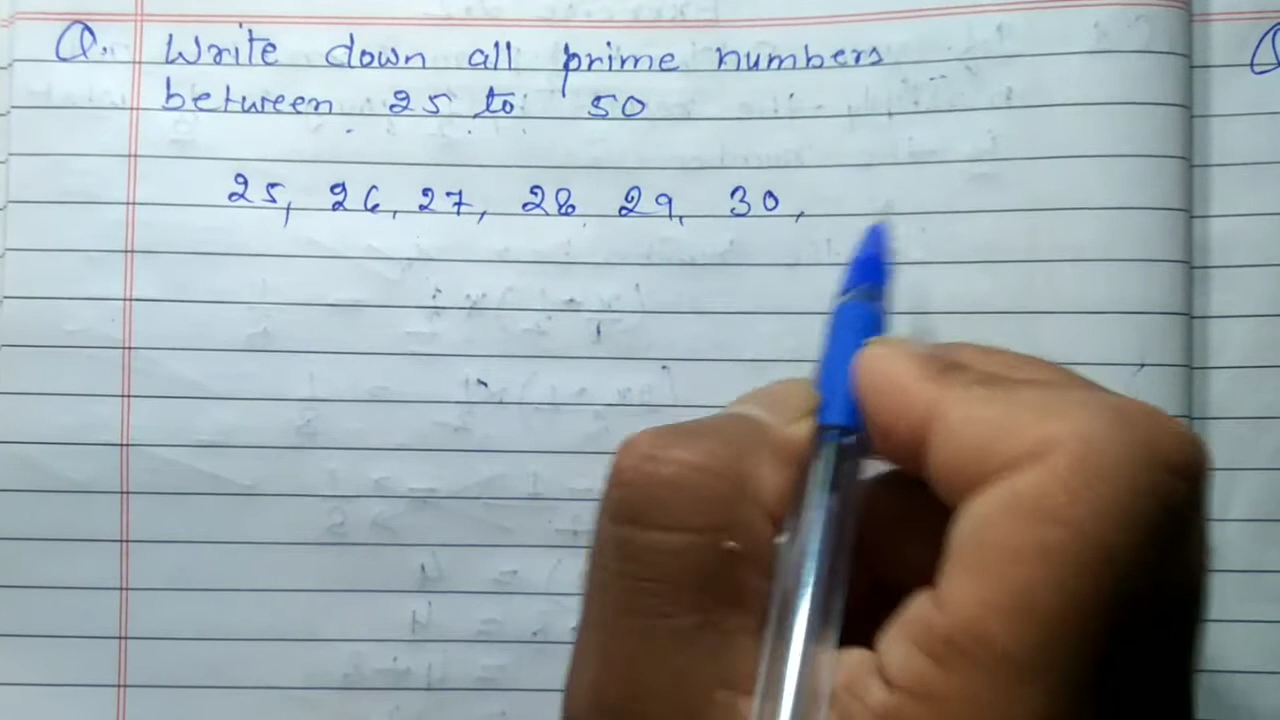 Q. Write down all prime numbers
between 25 to 50
25, 26, 27, 28, 29, 30,